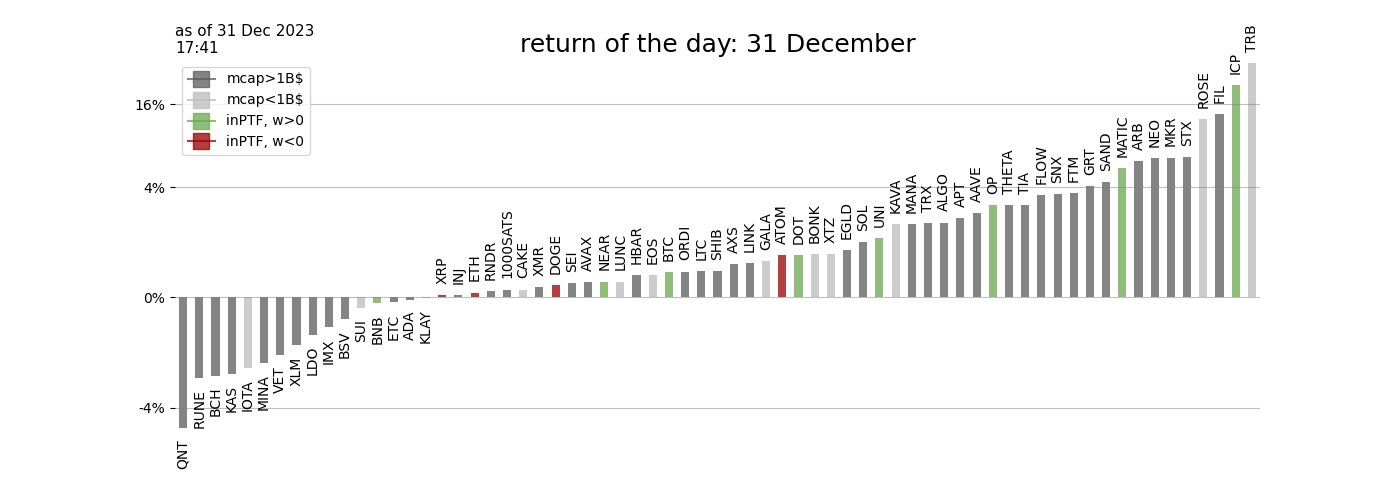 as of 31 Dec 2023
17:41
return of the day: 31 December
mcap>1B$
mcap<1B$
inPTF, w>0
inPTF, w<0
16%
4%
0%
-4%
QNT
RUNE
BCH
KAS
IOTA
MINA
VET
XLM
LDO
IMX
BSV
SUI
BNB
ETC
ADA
KLAY
XRP
INJ
ETH
RNDR
1000SATS
CAKE
XMR
DOGE
SEI
AVAX
NEAR
LUNC
HBAR
EOS
BTC
ORDI
LTC
SHIB
AXS
LINK
GALA
ATOM
DOT
BONK
XTZ
EGLD
SOL
UNI
KAVA
MANA
TRX
ALGO
APT
AAVE
OP
THETA
TIA
FLOW
SNX
FTM
GRT
SAND
MATIC
ARB
NEO
MKR
STX
ROSE
FIL
ICP
TRB